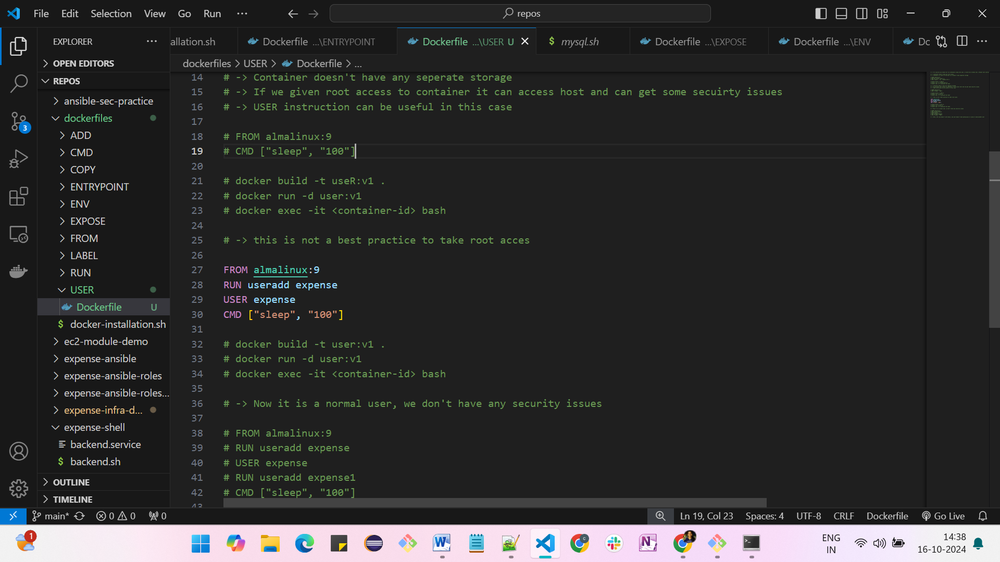 File Edit Selection View Go Run ... repos
EXPLORER ...
allation.sh
Dockerfile ...\ENTRYPOINT
Dockerfile ...\USER U
mysql.sh
Dockerfile ...\EXPOSE
Dockerfile ...\ENV
Dc
OPEN EDITORS
REPOS
ansible-sec-practice
dockerfiles
ADD
CMD
COPY
ENTRYPOINT
ENV
EXPOSE
FROM
LABEL
RUN
USER
Dockerfile U
docker-installation.sh
ec2-module-demo
expense-ansible
expense-ansible-roles
expense-ansible-roles...
expense-infra-d...
expense-shell
backend.service
backend.sh
OUTLINE
TIMELINE
3
dockerfiles > USER > Dockerfile > ...
14 # -> Container doesn't have any seperate storage
15 # -> If we given root access to container it can access host and can get some secuirty issues
16 # -> USER instruction can be useful in this case
17
18 # FROM almalinux:9
19 # CMD ["sleep", "100"]
20
21 # docker build -t useR:v1 .
22 # docker run -d user:v1
23 # docker exec -it <container-id> bash
24
25 # -> this is not a best practice to take root acces
26
27 FROM almalinux:9
28 RUN useradd expense
29 USER expense
30 CMD ["sleep", "100"]
31
32 # docker build -t user:v1 .
33 # docker run -d user:v1
34 # docker exec -it <container-id> bash
35
36 # -> Now it is a normal user, we don't have any security issues
37
38 # FROM almalinux:9
39 # RUN useradd expense
40 # USER expense
41 # RUN useradd expense1
42 # CMD ["sleep", "100"]
43
main* 0 0 0 Ln 19, Col 23 Spaces: 4 UTF-8 CRLF Dockerfile Go Live
1
ENG
IN
14:38
16-10-2024